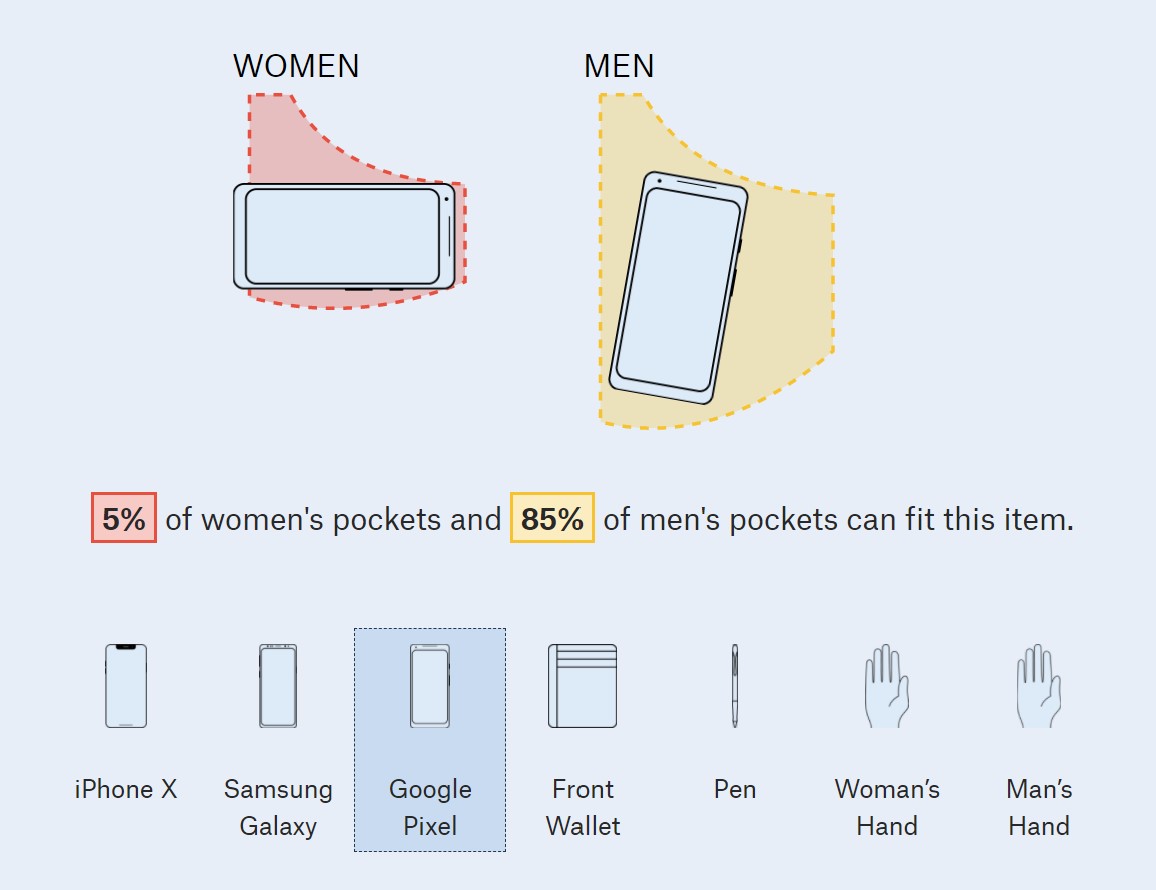 WOMEN MEN
5% of women's pockets and 85% of men's pockets can fit this item.
iPhone X
Samsung
Galaxy
Google
Pixel
Front
Wallet
Pen
Woman’s
Hand
Man’s
Hand